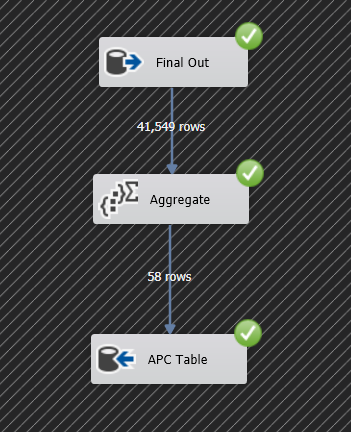 Final Out
41,549 rows
Aggregate
58 rows
APC Table